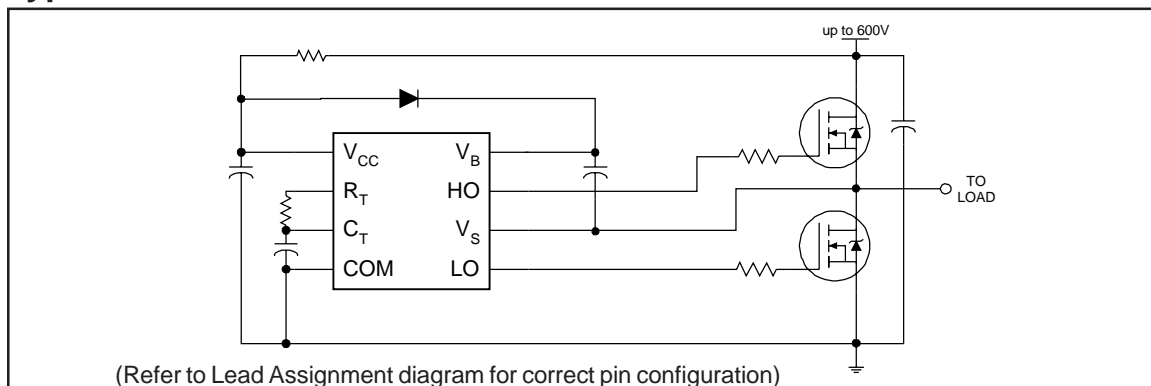 up to 600V
VCC
VB
RT
HO
CT
VS
COM
LO
TO
LOAD
(Refer to Lead Assignment diagram for correct pin configuration)